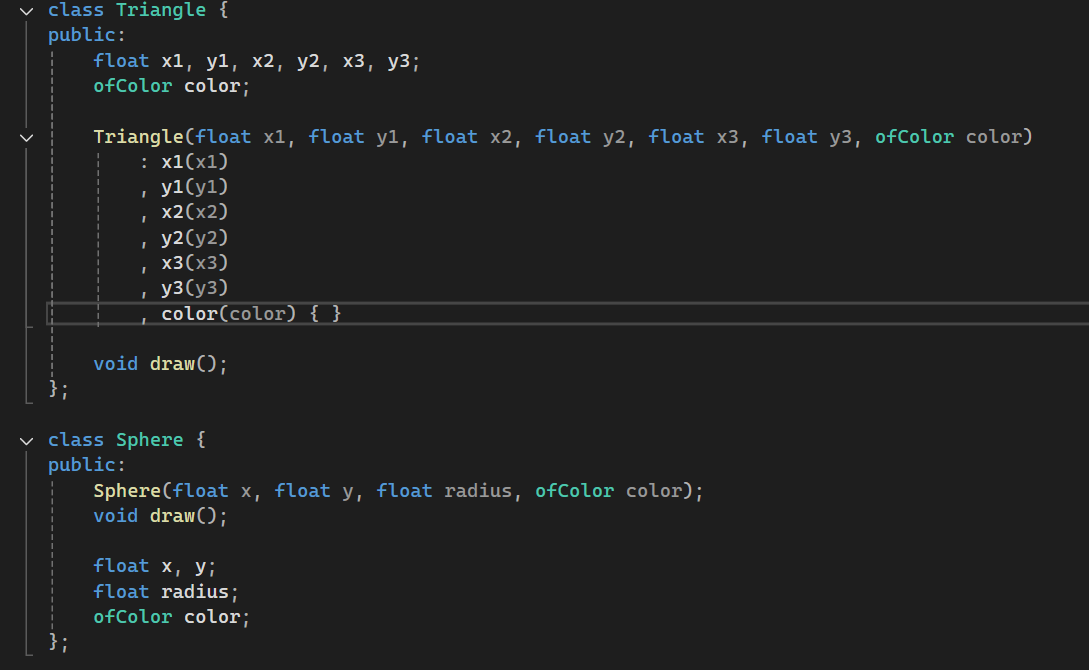 class Triangle {
public:
    float x1, y1, x2, y2, x3, y3;
    ofColor color;

    Triangle(float x1, float y1, float x2, float y2, float x3, float y3, ofColor color)
        : x1(x1)
        , y1(y1)
        , x2(x2)
        , y2(y2)
        , x3(x3)
        , y3(y3)
        , color(color) { }

    void draw();
};

class Sphere {
public:
    Sphere(float x, float y, float radius, ofColor color);
    void draw();

    float x, y;
    float radius;
    ofColor color;
};